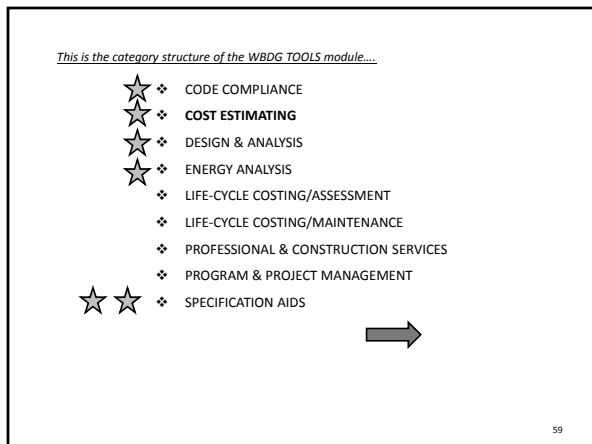 This is the category structure of the WBDG TOOLS module....
❖ CODE COMPLIANCE
❖ COST ESTIMATING
❖ DESIGN & ANALYSIS
❖ ENERGY ANALYSIS
❖ LIFE-CYCLE COSTING/ASSESSMENT
❖ LIFE-CYCLE COSTING/MAINTENANCE
❖ PROFESSIONAL & CONSTRUCTION SERVICES
❖ PROGRAM & PROJECT MANAGEMENT
❖ SPECIFICATION AIDS
59